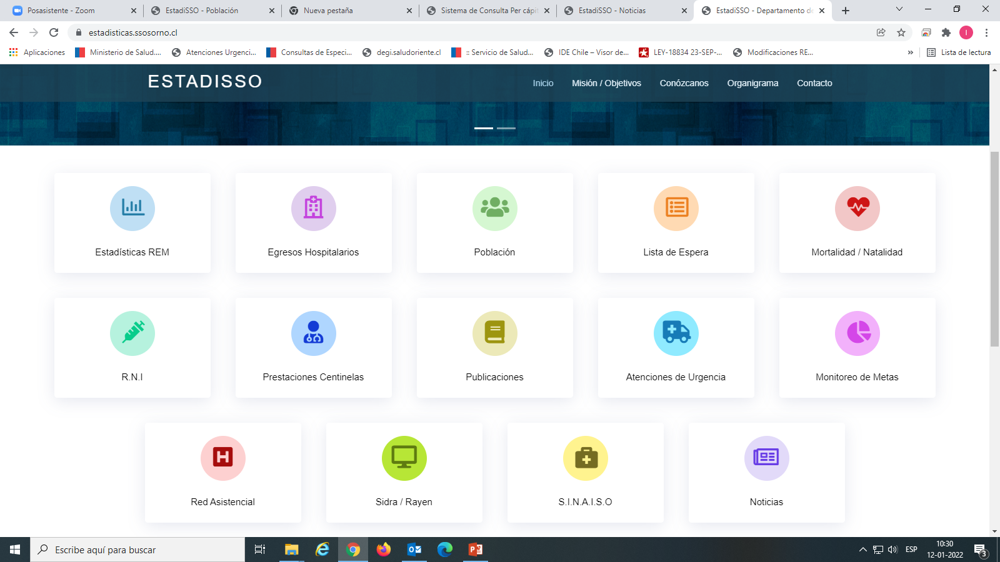 Posasistente - Zoom
EstadiSSO - Población
Nueva pestaña
Sistema de Consulta Per cápit
EstadiSSO - Noticias
EstadiSSO - Departamento de
estadisticas.ssosorno.cl
I
Aplicaciones
Ministerio de Salud....
Atenciones Urgenci...
Consultas de Especi...
degi.saludoriente.cl
:: Servicio de Salud...
IDE Chile – Visor de...
LEY-18834 23-SEP-...
Modificaciones RE...
»
Lista de lectura
ESTADISSO
Inicio
Misión / Objetivos
Conózcanos
Organigrama
Contacto
Estadísticas REM
Egresos Hospitalarios
Población
Lista de Espera
Mortalidad / Natalidad
R.N.I
Prestaciones Centinelas
Publicaciones
Atenciones de Urgencia
Monitoreo de Metas
H
Red Asistencial
Sidra / Rayen
S.I.N.A.I.S.O
Noticias
Escribe aquí para buscar
ESP
10:30
12-01-2022
3